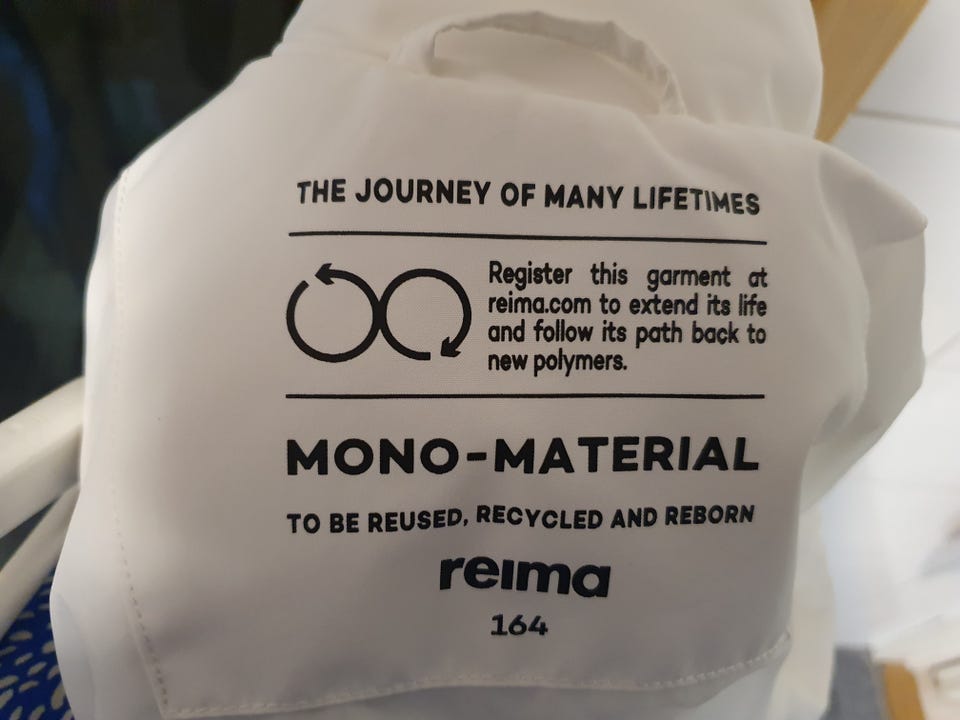 THE JOURNEY OF MANY LIFETIMES
Register this garment at
reima.com to extend its life
and follow its path back to
new polymers.
MONO-MATERIAL
TO BE REUSED, RECYCLED AND REBORN
reima
164